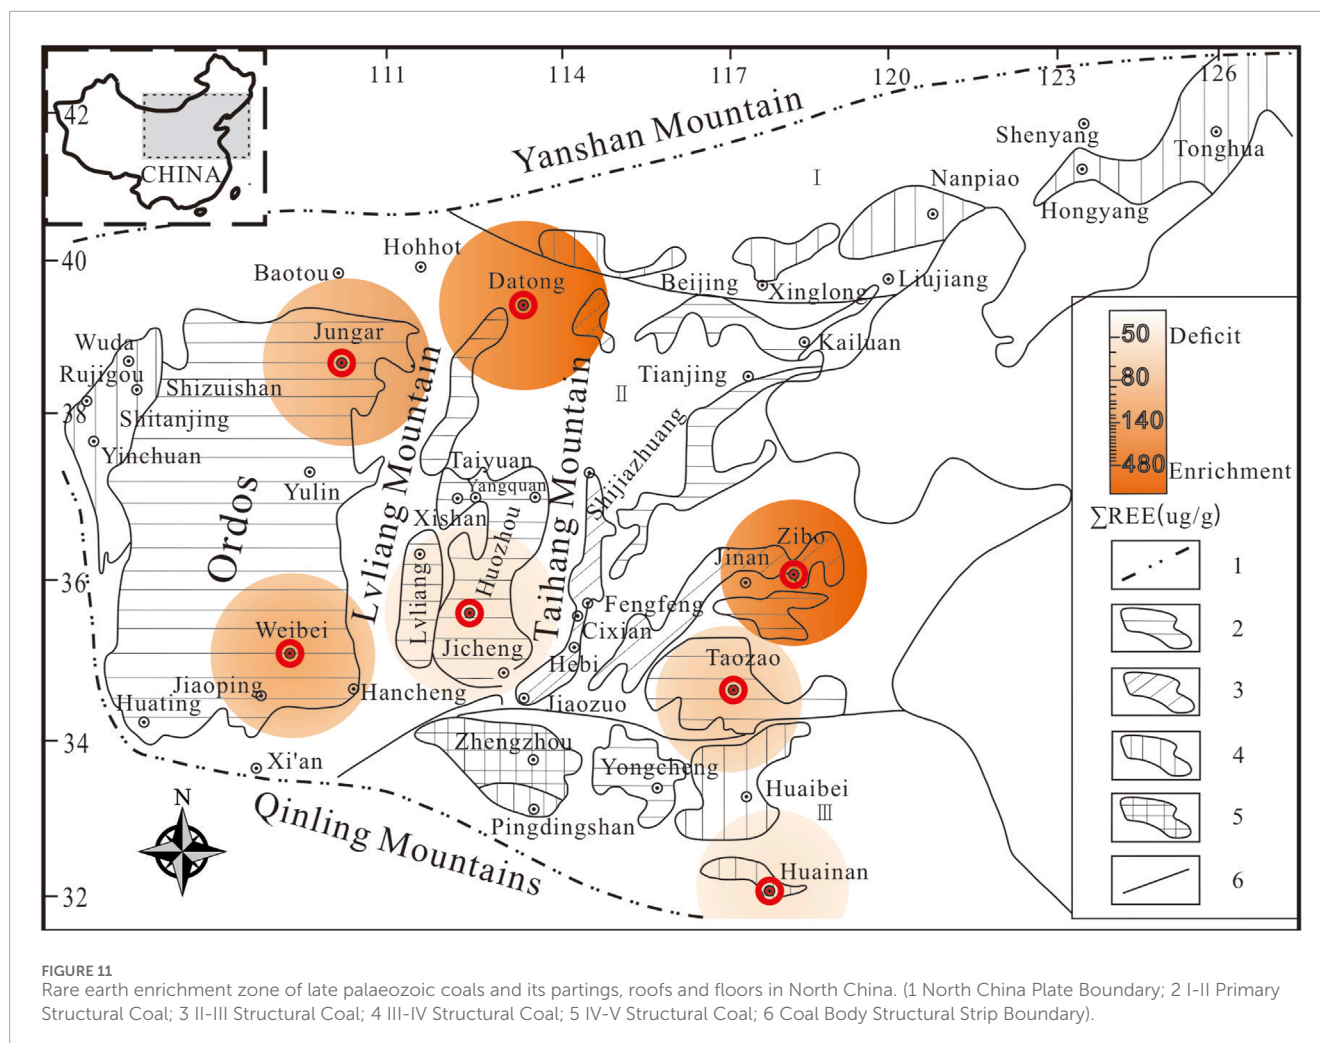 111
114
117
120
123
126
42
40
38
36
34
32
CHINA
Yanshan Mountain
I
Shenyang
Tonghua
Nanpiao
Hongyang
Hohhot
Baotou
Datong
Beijing
Xinglong
Liujiang
Jungar
Kailuan
Wuda
Rujigou
Shizuishan
Tianjing
II
Shitanjing
Yinchuan
Lvliang Mountain
Taihang Mountain
Shijiazhuang
Taiyuan
Yangquan
Yulin
Xishan
Ordos
Huozhou
Zibo
Jinan
Lvliang
Fengfeng
Cixian
Weibei
Jicheng
Hebi
Taozao
Jiaoping
Hancheng
Huating
Jiaozuo
Zhengzhou
Xi'an
Yongcheng
Huaibei
III
Pingdingshan
Qinling Mountains
Huainan
N
50
Deficit
80
140
480
Enrichment
∑REE(ug/g)
1
2
3
4
5
6
FIGURE 11
Rare earth enrichment zone of late palaeozoic coals and its partings, roofs and floors in North China. (1 North China Plate Boundary; 2 I-II Primary
Structural Coal; 3 II-III Structural Coal; 4 III-IV Structural Coal; 5 IV-V Structural Coal; 6 Coal Body Structural Strip Boundary).